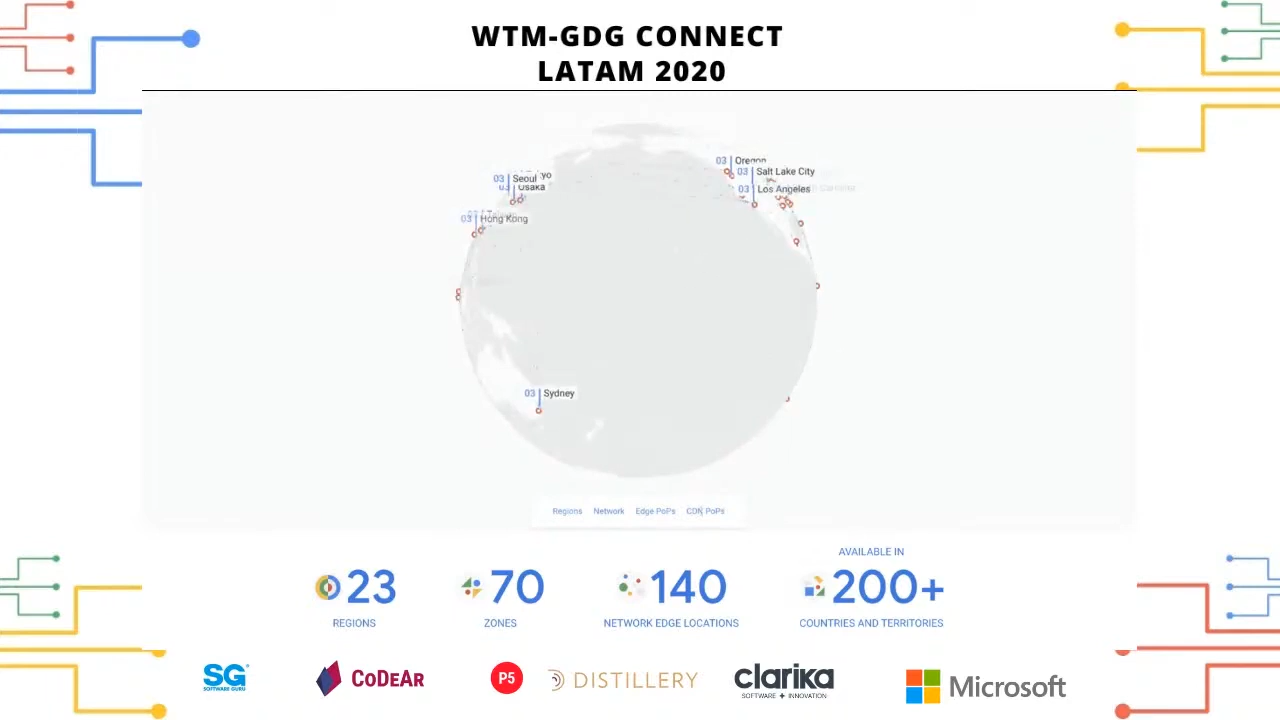 WTM-GDG CONNECT
LATAM 2020
03 Oregon
03 Salt Lake City
03 Los Angeles
03 Seoul
yo
03 Osaka
03 Hong Kong
03 Sydney
Regions Network Edge PoPs CDN PoPs
AVAILABLE IN
23 70 140 200+
REGIONS ZONES NETWORK EDGE LOCATIONS COUNTRIES AND TERRITORIES
SG SOFTWARE GURU
CODEAR
P5
DISTILLERY
clarika
SOFTWARE + INNOVATION
Microsoft